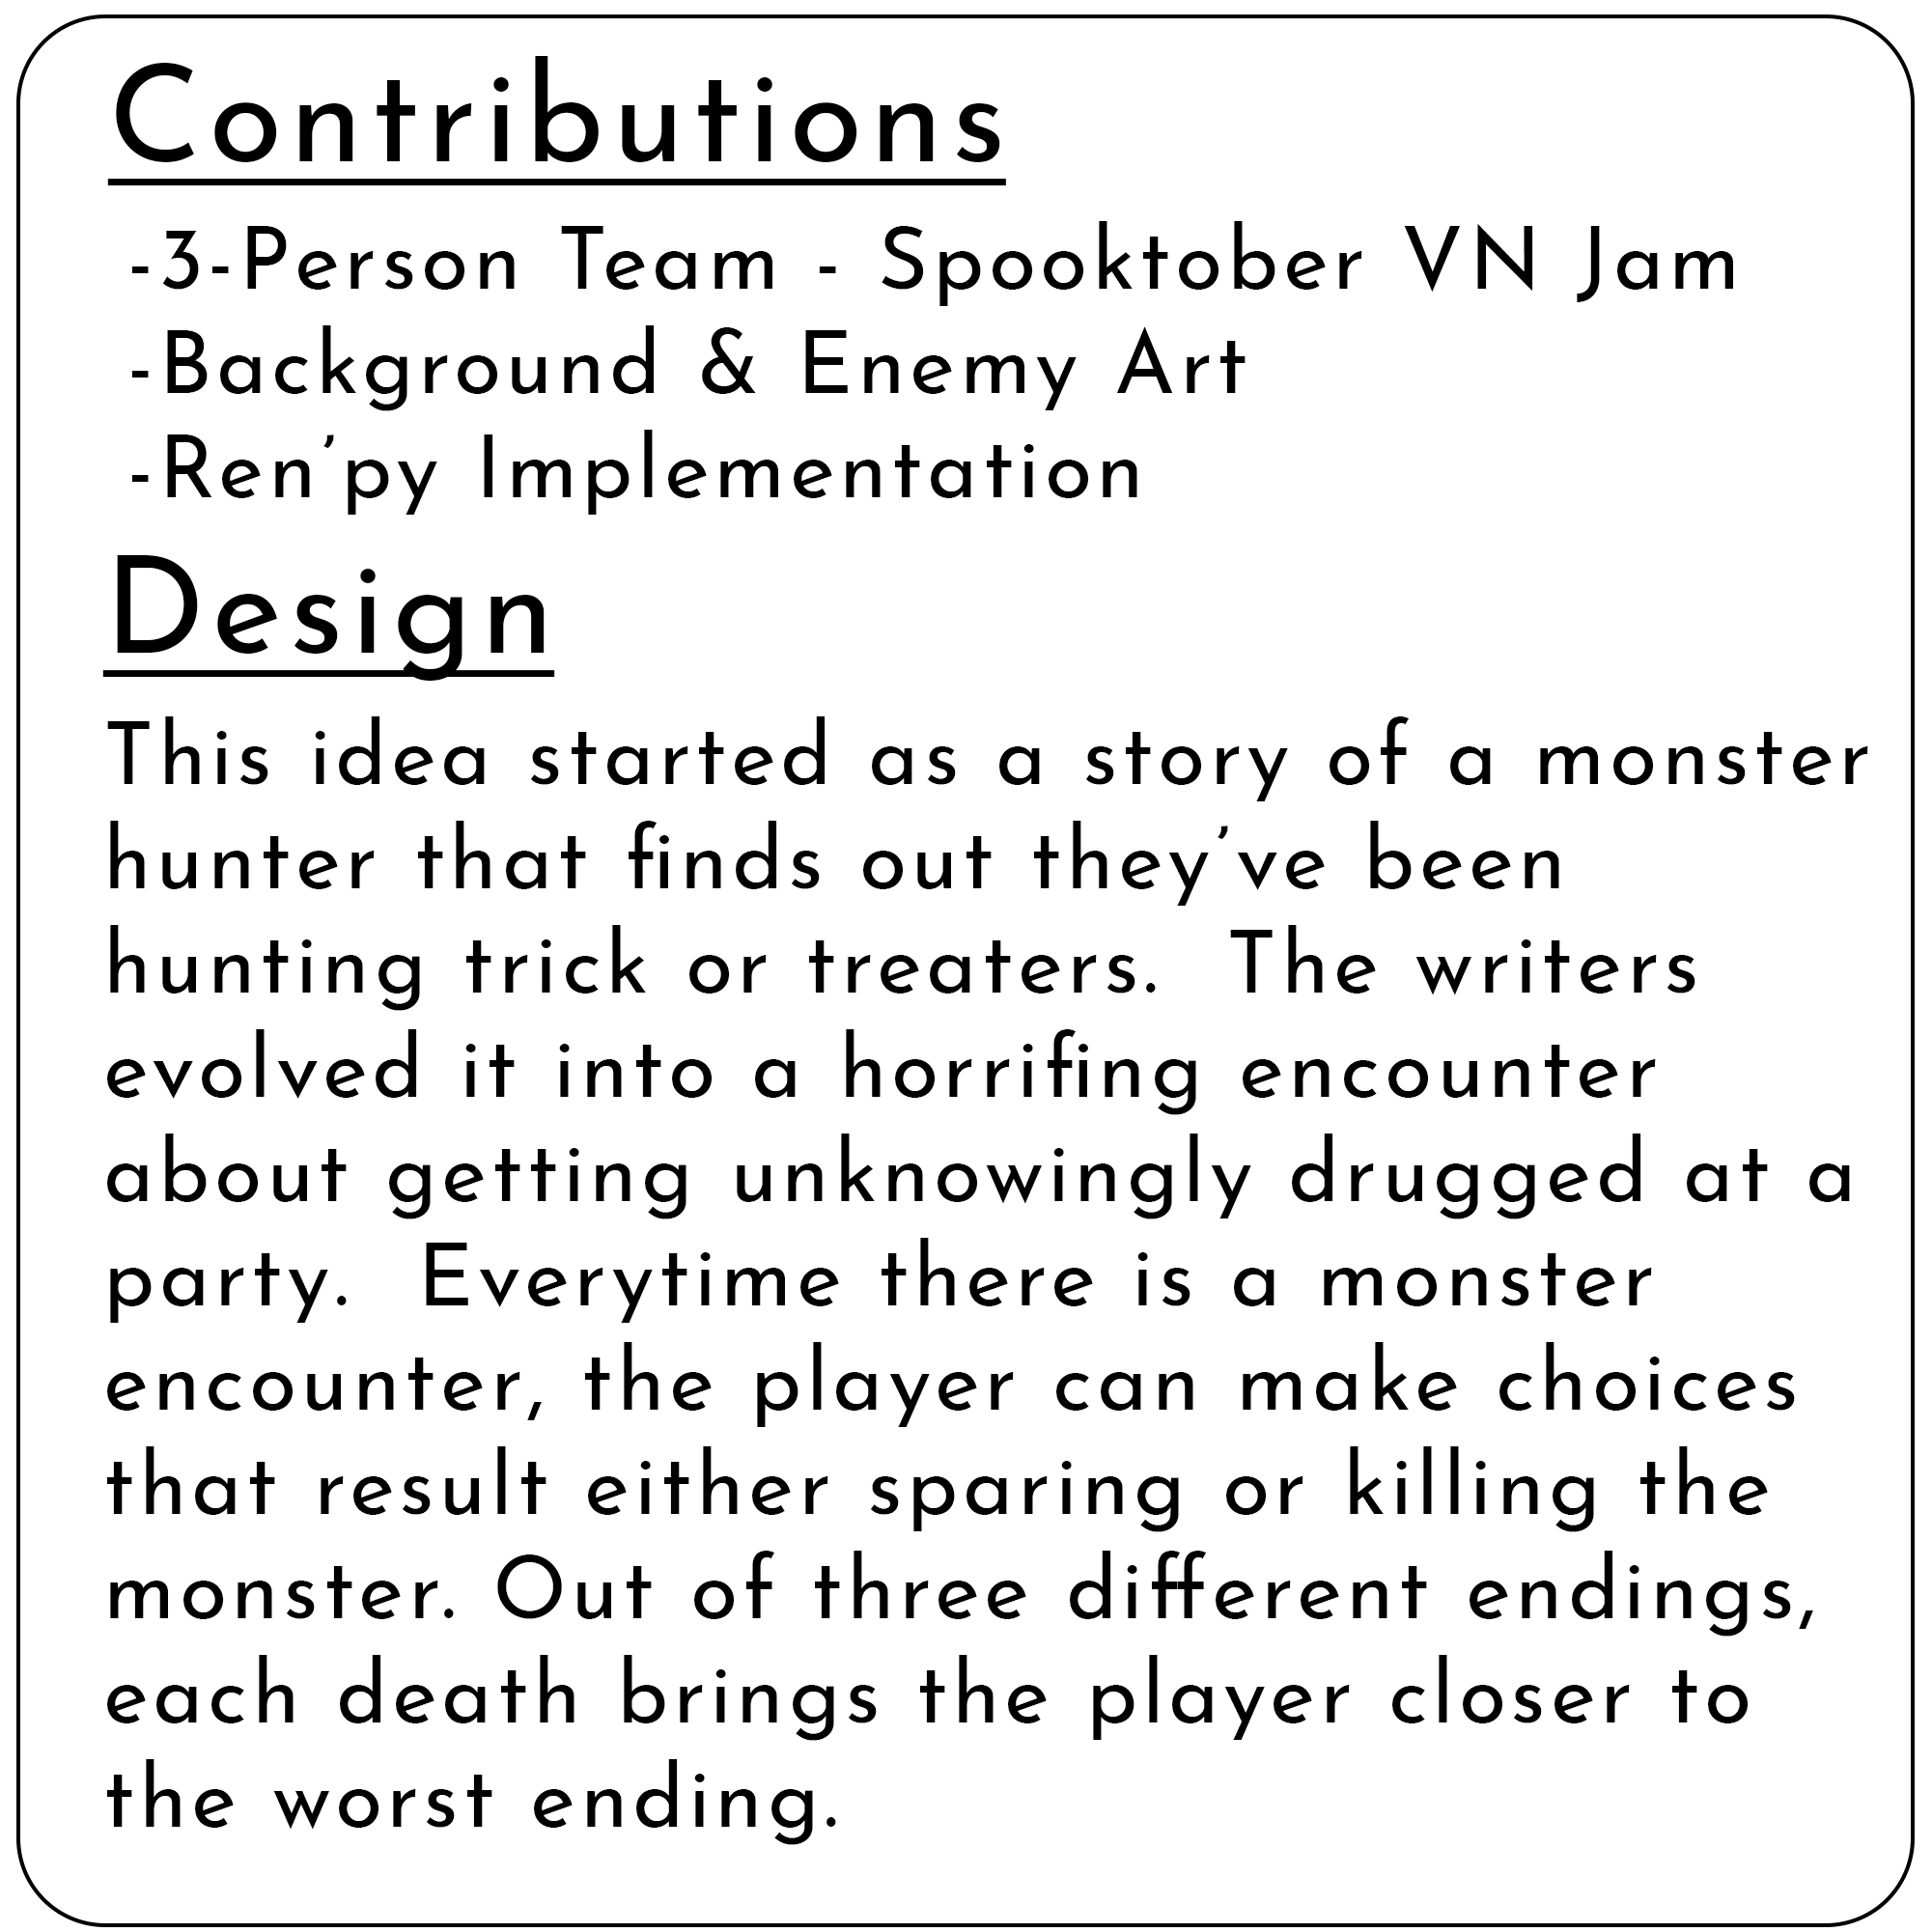 Contributions
-3-Person Team - Spooktober VN Jam
-Background & Enemy Art
-Ren'py Implementation
Design
This idea started as a story of a monster
hunter that finds out they've been
hunting trick or treaters.  The writers
evolved it into a horrifing encounter
about getting unknowingly drugged at a
party.  Everytime there is a monster
encounter, the player can make choices
that result either sparing or killing the
monster. Out of three different endings,
each death brings the player closer to
the worst ending.